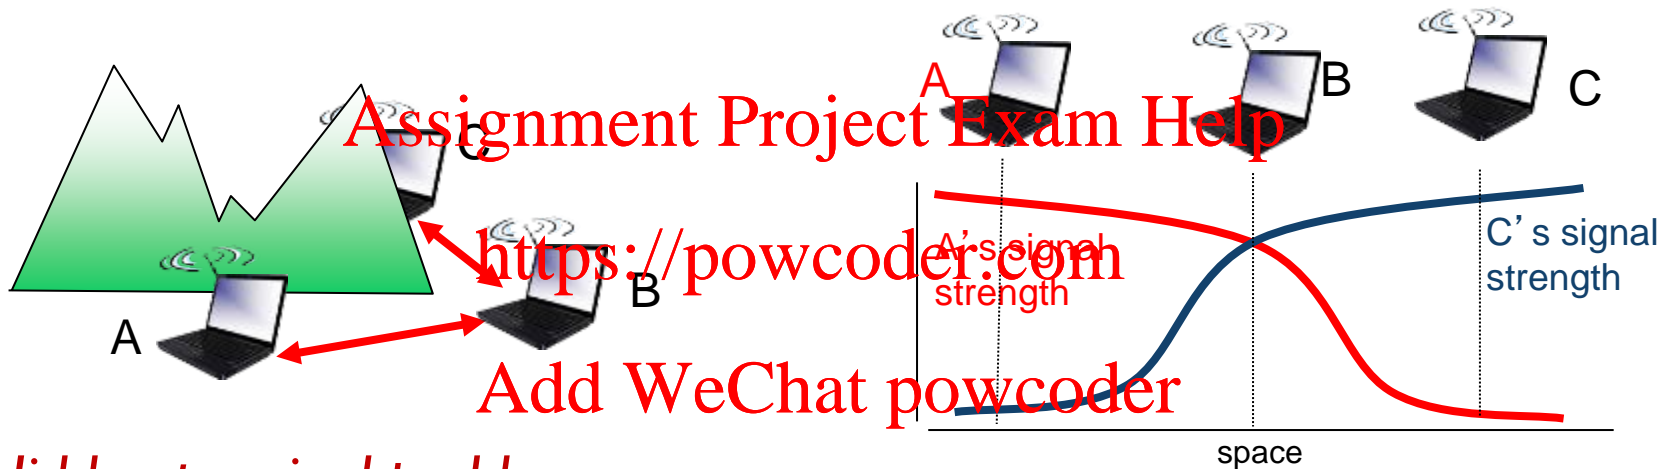 A
B
C
Assignment Project Exam Help
C
https://powcoder.com
A's signal
strength
C's signal
strength
B
A
Add WeChat powcoder
space